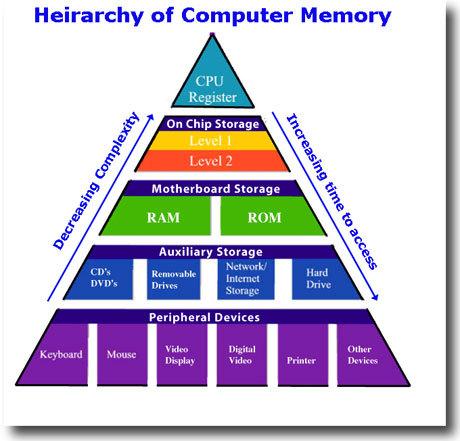 Heirarchy of Computer Memory
CPU
Register
Decreasing Complexity
Increasing time to access
On Chip Storage
Level 1
Level 2
Motherboard Storage
RAM
ROM
Auxiliary Storage
CD's
DVD's
Removable
Drives
Network/
Internet
Storage
Hard
Drive
Peripheral Devices
Keyboard
Mouse
Video
Display
Digital
Video
Printer
Other
Devices